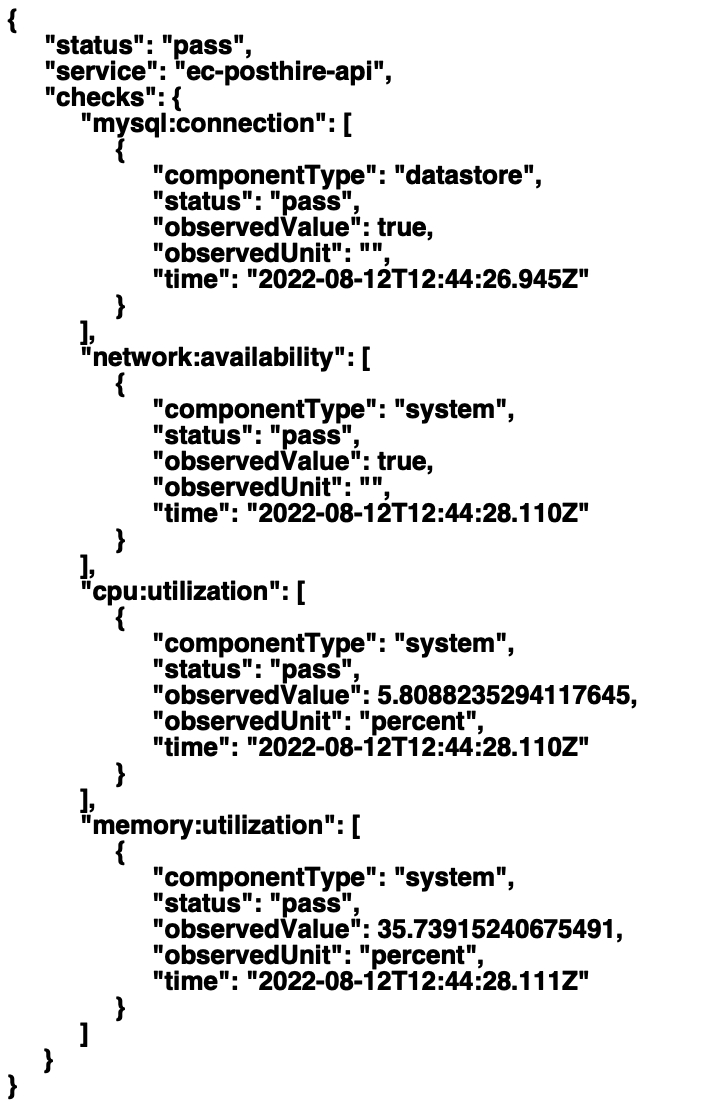 {
"status": "pass",
"service": "ec-posthire-api",
"checks": {
"mysql:connection": [
{
"componentType": "datastore",
"status": "pass",
"observedValue": true,
"observedUnit": "",
"time": "2022-08-12T12:44:26.945Z"
}
],
"network:availability": [
{
"componentType": "system",
"status": "pass",
"observedValue": true,
"observedUnit": "",
"time": "2022-08-12T12:44:28.110Z"
}
],
"cpu:utilization": [
{
"componentType": "system",
"status": "pass",
"observedValue": 5.8088235294117645,
"observedUnit": "percent",
"time": "2022-08-12T12:44:28.110Z"
}
],
"memory:utilization": [
{
"componentType": "system",
"status": "pass",
"observedValue": 35.73915240675491,
"observedUnit": "percent",
"time": "2022-08-12T12:44:28.111Z"
}
]
}
}